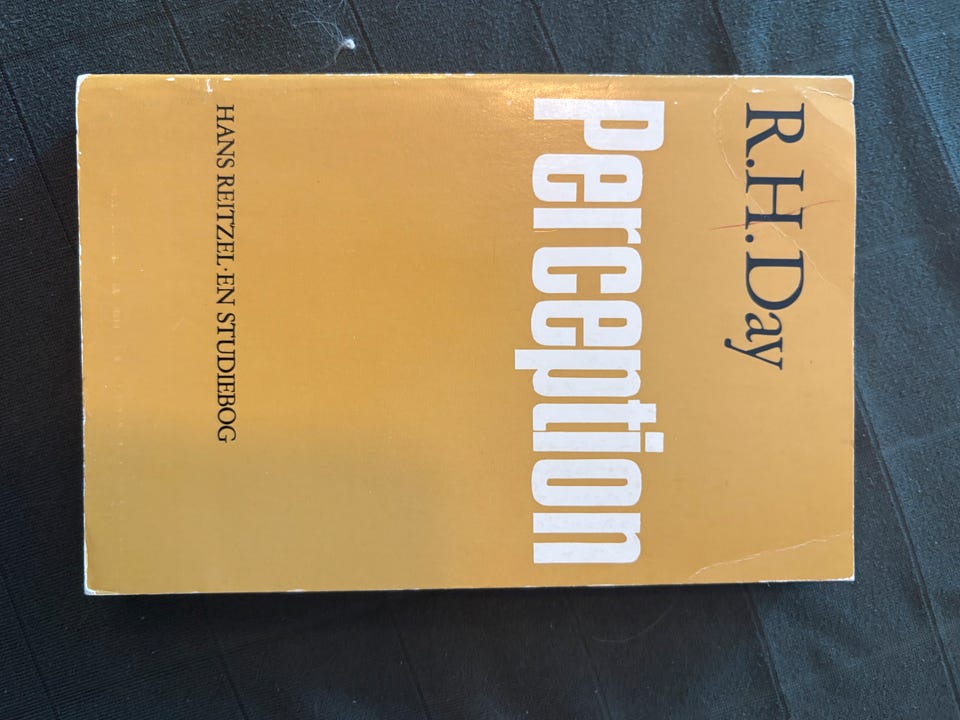 R.H.Day
Perception
HANS REITZEL · EN STUDIEBOG